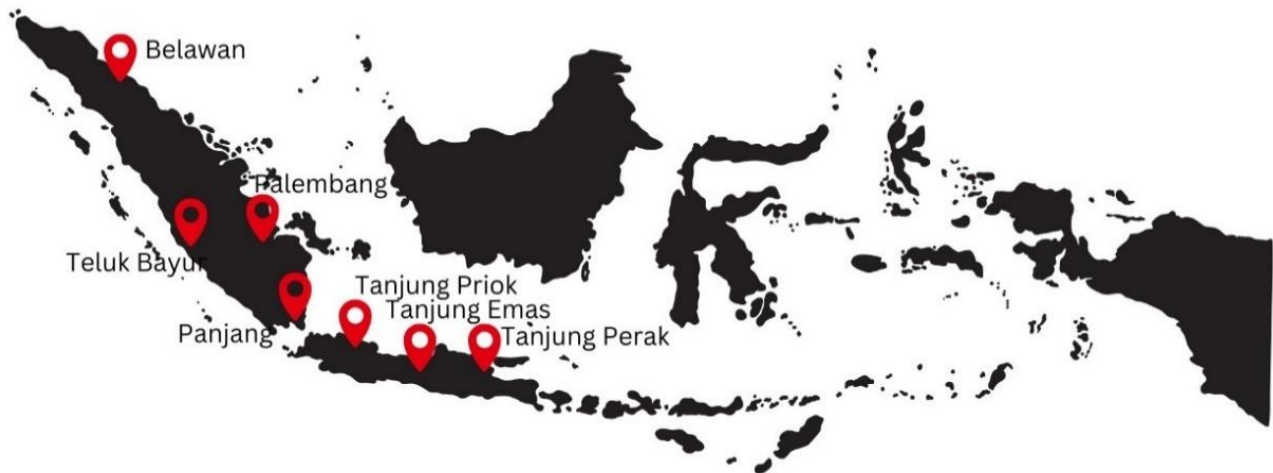 Belawan
Palembang
Teluk Bayur
Tanjung Priok
Tanjung Emas
Panjang
Tanjung Perak